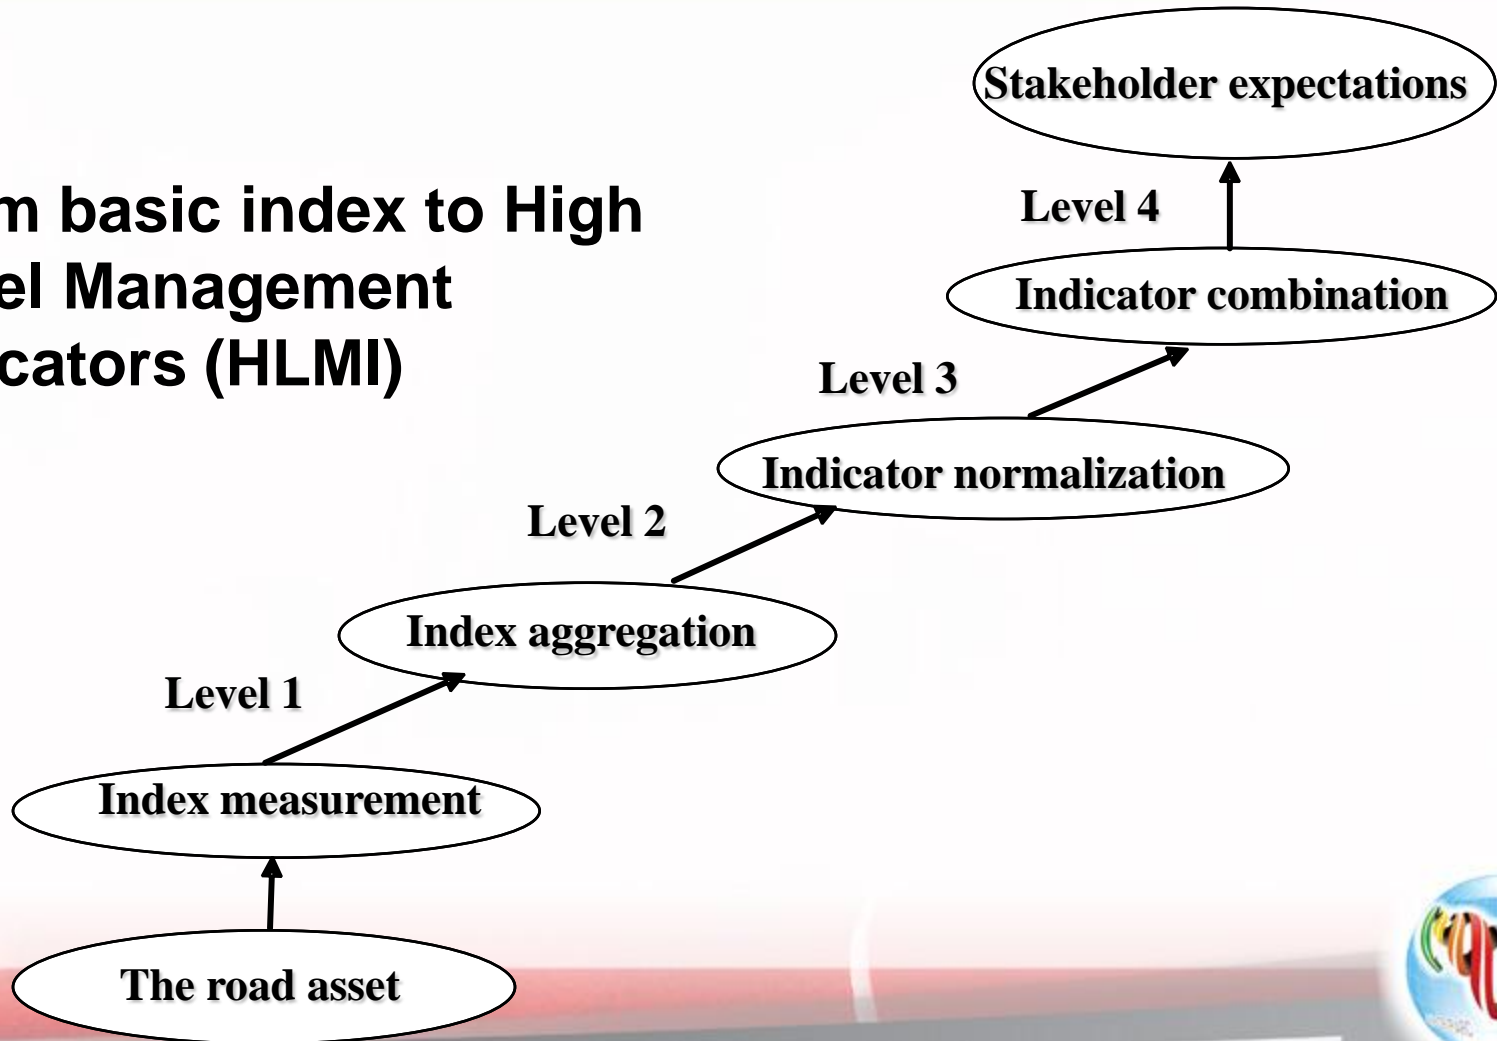 m basic index to High
el Management
cators (HLMI)
Stakeholder expectations
Level 4
Indicator combination
Level 3
Indicator normalization
Level 2
Index aggregation
Level 1
Index measurement
The road asset